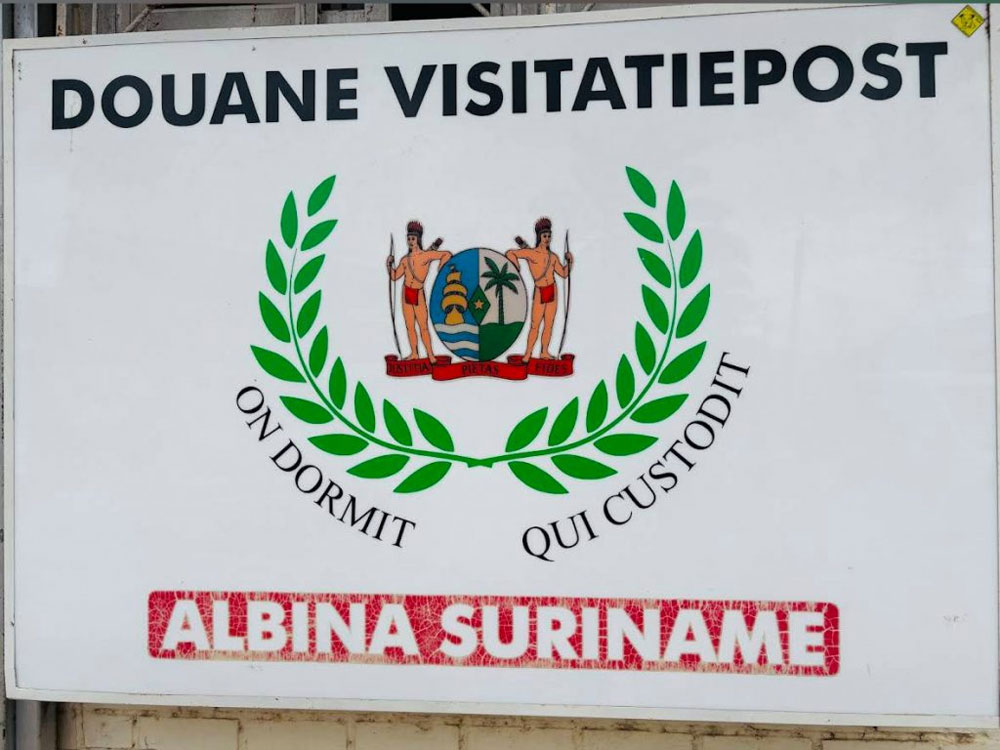 DOUANE VISITATIEPOST
JUSTITIA PIETAS FIDES
ON DORMIT QUI CUSTODIT
ALBINA SURINAME